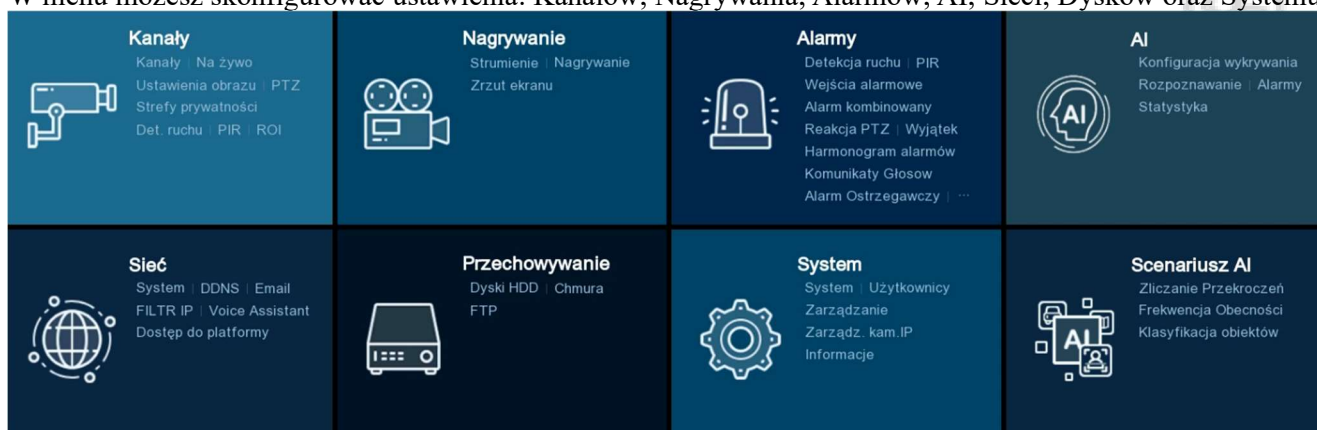 W menu możesz skonfigurować ustawienia: Kanałów, Nagrywania, Alarmów, AI, Sieci, Dysków oraz Systemu
Kanały
Kanały | Na żywo
Ustawienia obrazu | PTZ
Strefy prywatności
Det. ruchu | PIR | ROI
Nagrywanie
Strumienie | Nagrywanie
Zrzut ekranu
Alarmy
Detekcja ruchu | PIR
Wejścia alarmowe
Alarm kombinowany
Reakcja PTZ | Wyjątek
Harmonogram alarmów
Komunikaty Głosow
Alarm Ostrzegawczy | ...
AI
Konfiguracja wykrywania
Rozpoznawanie | Alarmy
Statystyka
AI
Sieć
System | DDNS | Email
FILTR IP | Voice Assistant
Dostęp do platformy
Przechowywanie
Dyski HDD | Chmura
FTP
System
System | Użytkownicy
Zarządzanie
Zarządz. kam.IP
Informacje
Scenariusz AI
Zliczanie Przekroczeń
Frekwencja Obecności
Klasyfikacja obiektów
AI